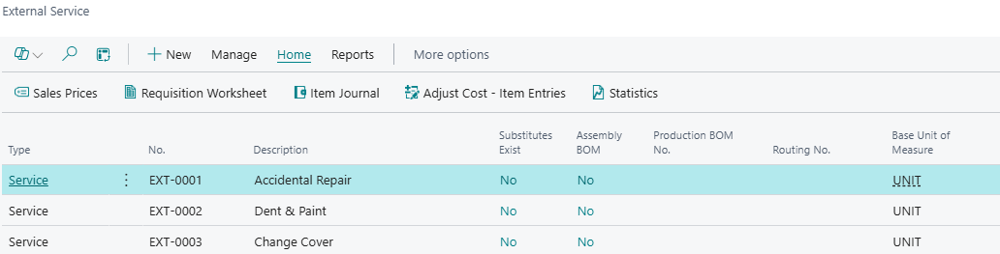 External Service
New Manage Home Reports More options
Sales Prices Requisition Worksheet Item Journal Adjust Cost - Item Entries Statistics
Type No. Description Substitutes Exist Assembly BOM Production BOM No. Routing No. Base Unit of Measure
Service EXT-0001 Accidental Repair No No UNIT
Service EXT-0002 Dent & Paint No No UNIT
Service EXT-0003 Change Cover No No UNIT